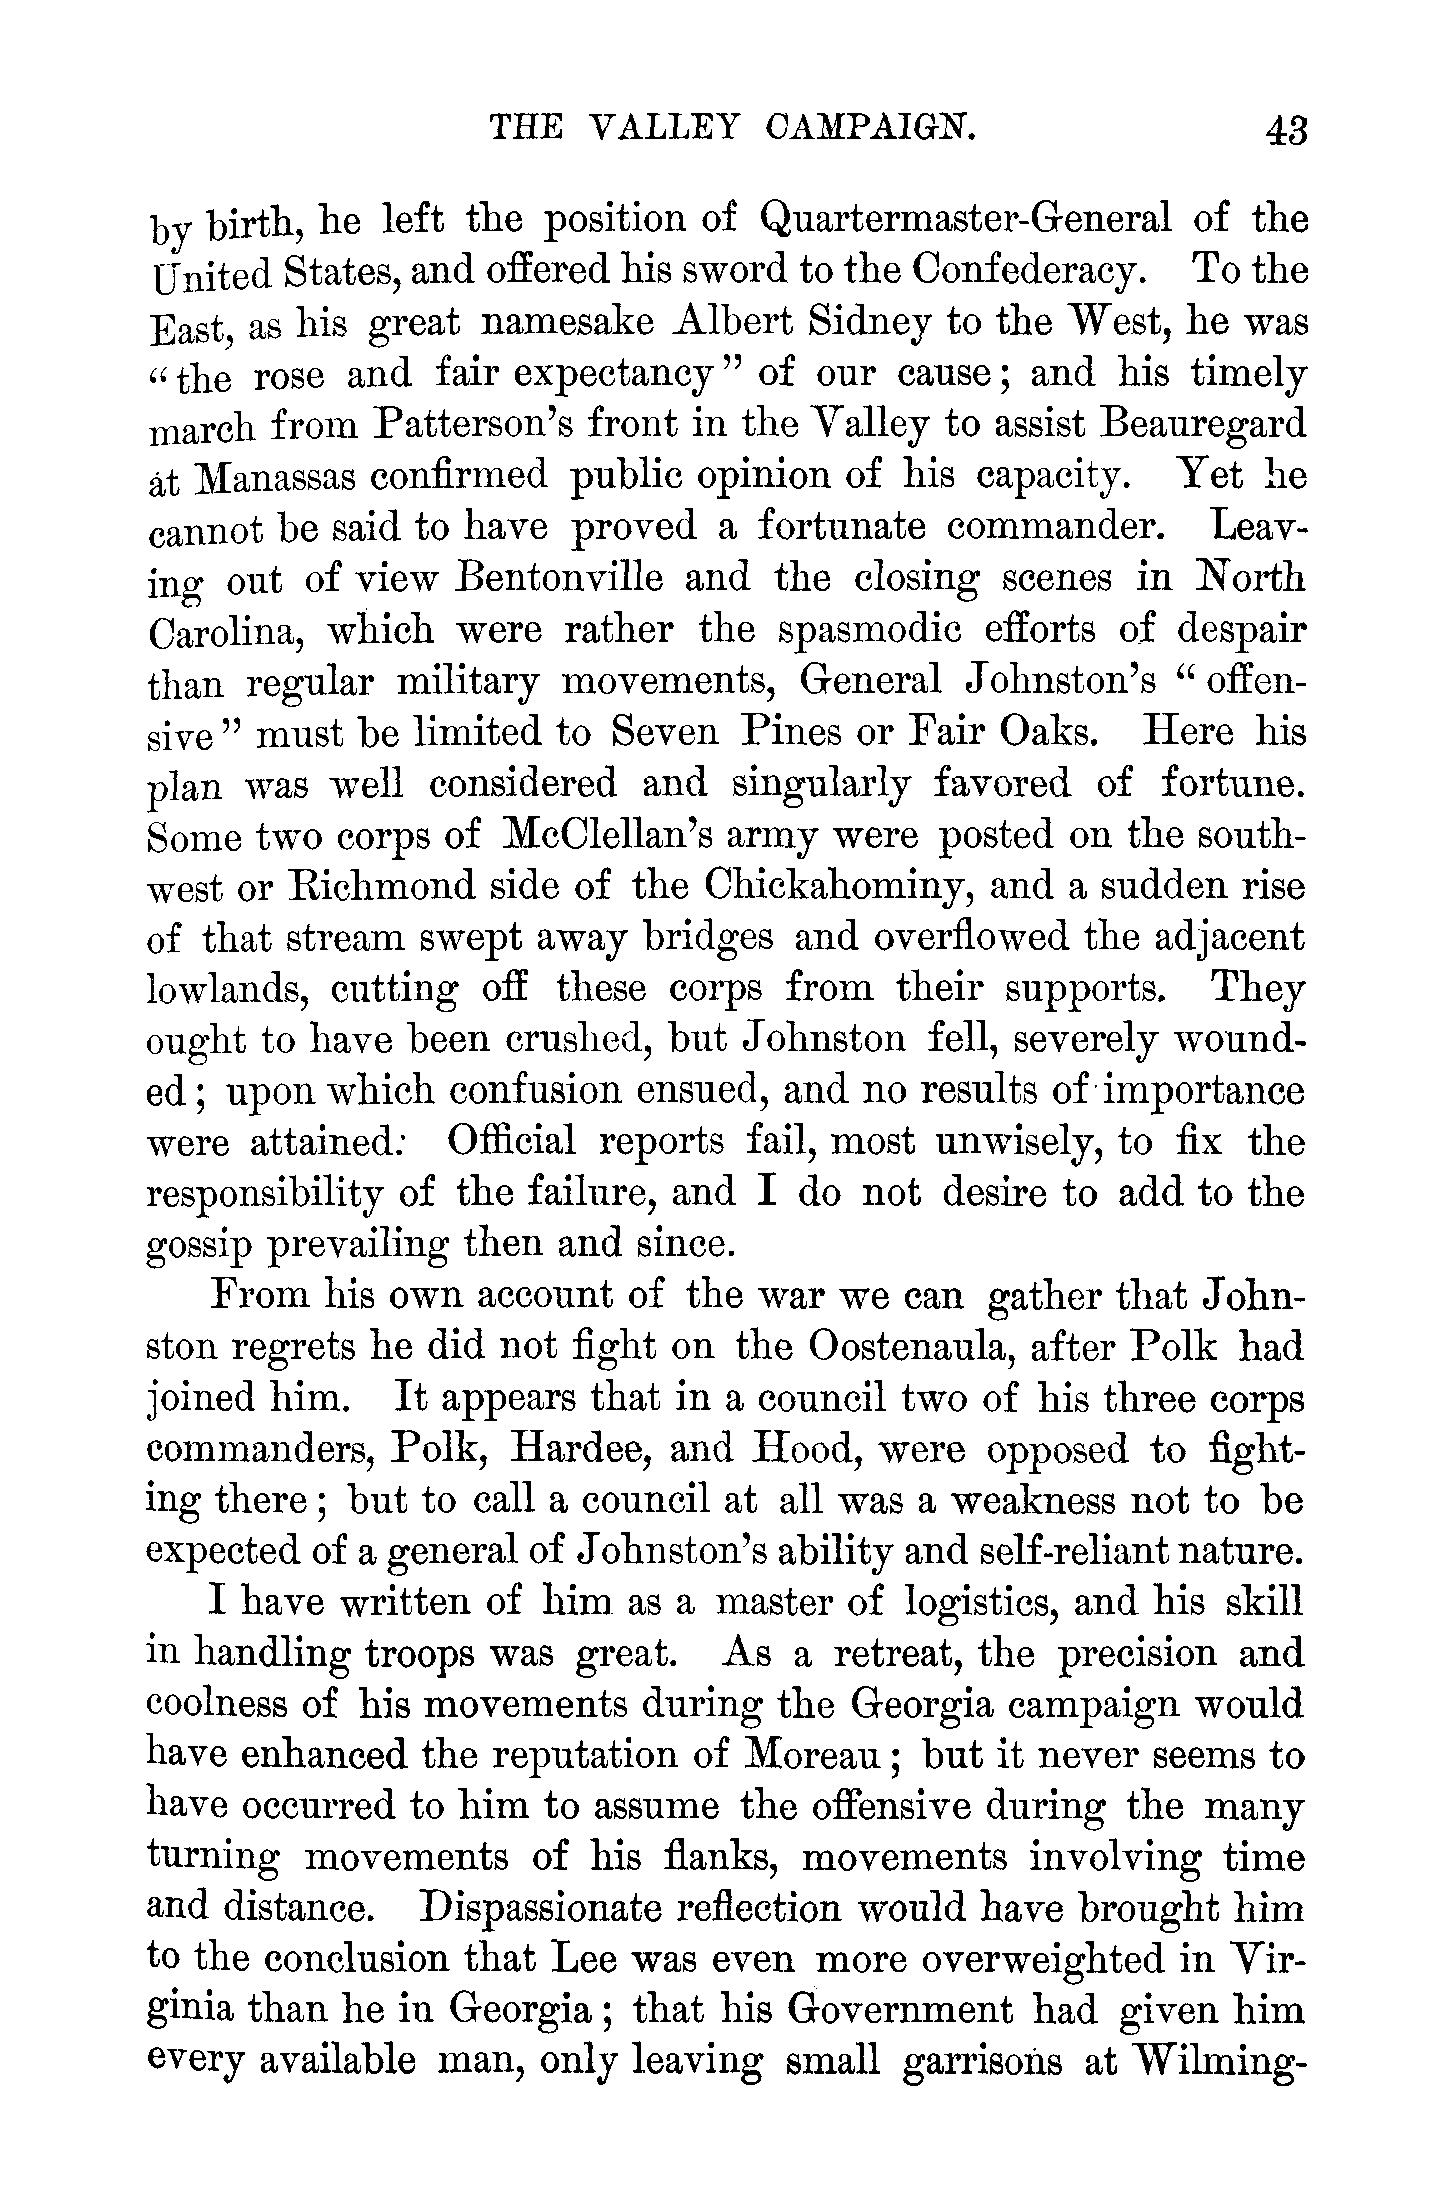 THE VALLEY CAMPAIGN. 43
by birth, he left the position of Quartermaster-General of the
United States, and offered his sword to the Confederacy. To the
East, as his great namesake Albert Sidney to the West, he was
“the rose and fair expectancy” of our cause; and his timely
march from Patterson’s front in the Valley to assist Beauregard
at Manassas confirmed public opinion of his capacity. Yet he
cannot be said to have proved a fortunate commander. Leav-
ing out of view Bentonville and the closing scenes in North
Carolina, which were rather the spasmodic efforts of despair
than regular military movements, General Johnston’s “offen-
sive” must be limited to Seven Pines or Fair Oaks. Here his
plan was well considered and singularly favored of fortune.
Some two corps of McClellan’s army were posted on the south-
west or Richmond side of the Chickahominy, and a sudden rise
of that stream swept away bridges and overflowed the adjacent
lowlands, cutting off these corps from their supports. They
ought to have been crushed, but Johnston fell, severely wound-
ed; upon which confusion ensued, and no results of importance
were attained. Official reports fail, most unwisely, to fix the
responsibility of the failure, and I do not desire to add to the
gossip prevailing then and since.
From his own account of the war we can gather that John-
ston regrets he did not fight on the Oostenaula, after Polk had
joined him. It appears that in a council two of his three corps
commanders, Polk, Hardee, and Hood, were opposed to fight-
ing there; but to call a council at all was a weakness not to be
expected of a general of Johnston’s ability and self-reliant nature.
I have written of him as a master of logistics, and his skill
in handling troops was great. As a retreat, the precision and
coolness of his movements during the Georgia campaign would
have enhanced the reputation of Moreau; but it never seems to
have occurred to him to assume the offensive during the many
turning movements of his flanks, movements involving time
and distance. Dispassionate reflection would have brought him
to the conclusion that Lee was even more overweighted in Vir-
ginia than he in Georgia; that his Government had given him
every available man, only leaving small garrisons at Wilming-